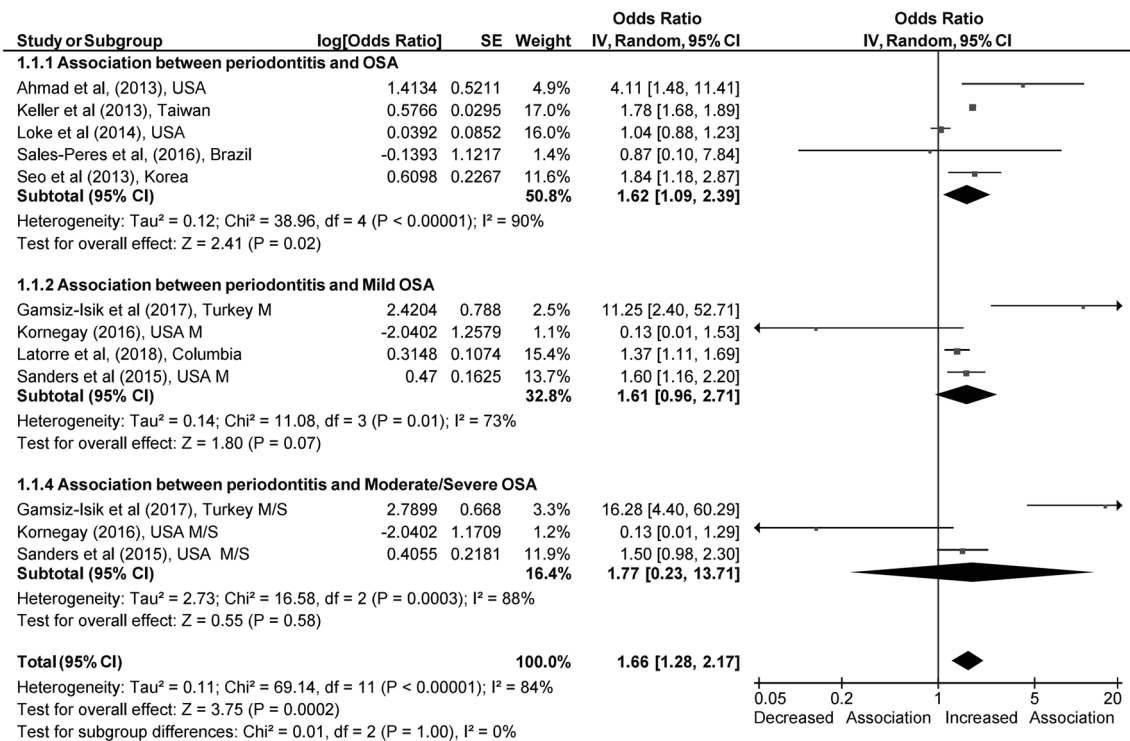 Odds Ratio Odds Ratio
Study or Subgroup log[Odds Ratio] SE Weight IV, Random, 95% CI IV, Random, 95% CI
1.1.1 Association between periodontitis and OSA
Ahmad et al, (2013), USA 1.4134 0.5211 4.9% 4.11 [1.48, 11.41]
Keller et al (2013), Taiwan 0.5766 0.0295 17.0% 1.78 [1.68, 1.89]
Loke et al (2014), USA 0.0392 0.0852 16.0% 1.04 [0.88, 1.23]
Sales-Peres et al, (2016), Brazil -0.1393 1.1217 1.4% 0.87 [0.10, 7.84]
Seo et al (2013), Korea 0.6098 0.2267 11.6% 1.84 [1.18, 2.87]
Subtotal (95% CI) 50.8% 1.62 [1.09, 2.39]
Heterogeneity: Tau² = 0.12; Chi² = 38.96, df = 4 (P < 0.00001); I² = 90%
Test for overall effect: Z = 2.41 (P = 0.02)
1.1.2 Association between periodontitis and Mild OSA
Gamsiz-Isik et al (2017), Turkey M 2.4204 0.788 2.5% 11.25 [2.40, 52.71]
Kornegay (2016), USA M -2.0402 1.2579 1.1% 0.13 [0.01, 1.53]
Latorre et al, (2018), Columbia 0.3148 0.1074 15.4% 1.37 [1.11, 1.69]
Sanders et al (2015), USA M 0.47 0.1625 13.7% 1.60 [1.16, 2.20]
Subtotal (95% CI) 32.8% 1.61 [0.96, 2.71]
Heterogeneity: Tau² = 0.14; Chi² = 11.08, df = 3 (P = 0.01); I² = 73%
Test for overall effect: Z = 1.80 (P = 0.07)
1.1.4 Association between periodontitis and Moderate/Severe OSA
Gamsiz-Isik et al (2017), Turkey M/S 2.7899 0.668 3.3% 16.28 [4.40, 60.29]
Kornegay (2016), USA M/S -2.0402 1.1709 1.2% 0.13 [0.01, 1.29]
Sanders et al (2015), USA M/S 0.4055 0.2181 11.9% 1.50 [0.98, 2.30]
Subtotal (95% CI) 16.4% 1.77 [0.23, 13.71]
Heterogeneity: Tau² = 2.73; Chi² = 16.58, df = 2 (P = 0.0003); I² = 88%
Test for overall effect: Z = 0.55 (P = 0.58)
Total (95% CI) 100.0% 1.66 [1.28, 2.17]
Heterogeneity: Tau² = 0.11; Chi² = 69.14, df = 11 (P < 0.00001); I² = 84%
Test for overall effect: Z = 3.75 (P = 0.0002)
Test for subgroup differences: Chi² = 0.01, df = 2 (P = 1.00), I² = 0%
0.05 0.2 1 5 20
Decreased Association Increased Association